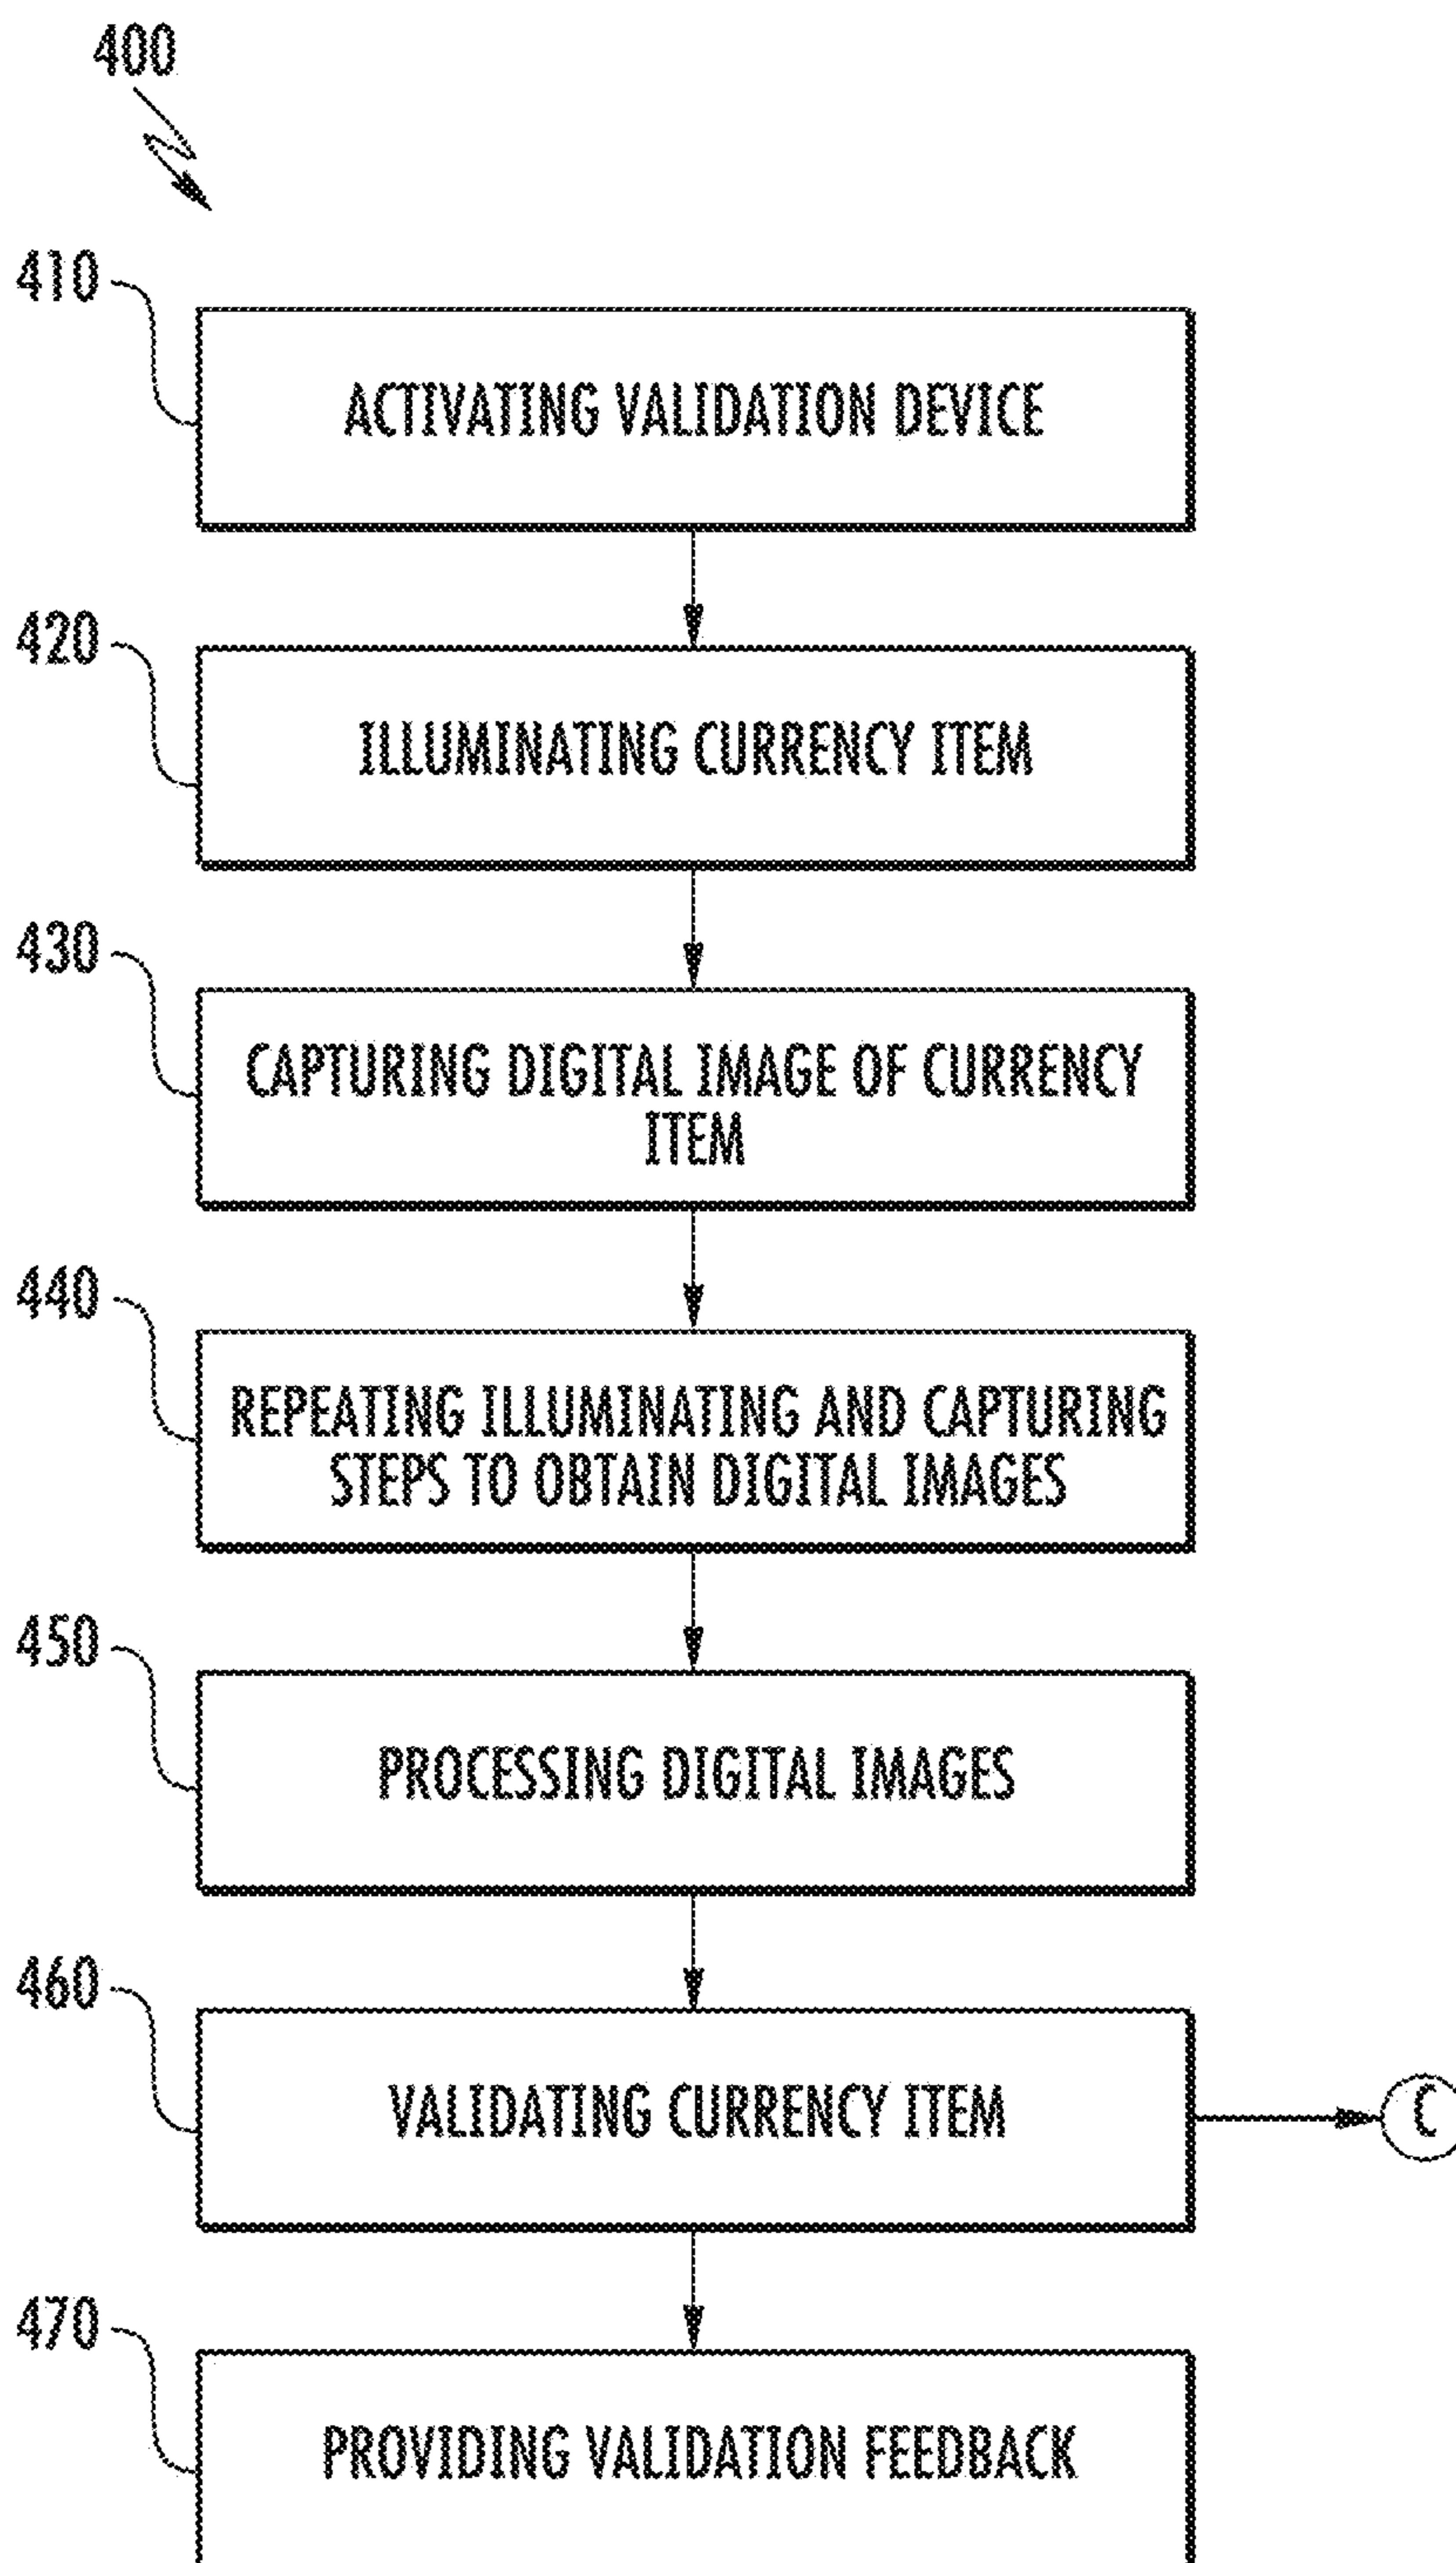 400
410
ACTIVATING VALIDATION DEVICE
420
ILLUMINATING CURRENCY ITEM
430
CAPTURING DIGITAL IMAGE OF CURRENCY
ITEM
440
REPEATING ILLUMINATING AND CAPTURING
STEPS TO OBTAIN DIGITAL IMAGES
450
PROCESSING DIGITAL IMAGES
460
VALIDATING CURRENCY ITEM
C
470
PROVIDING VALIDATION FEEDBACK